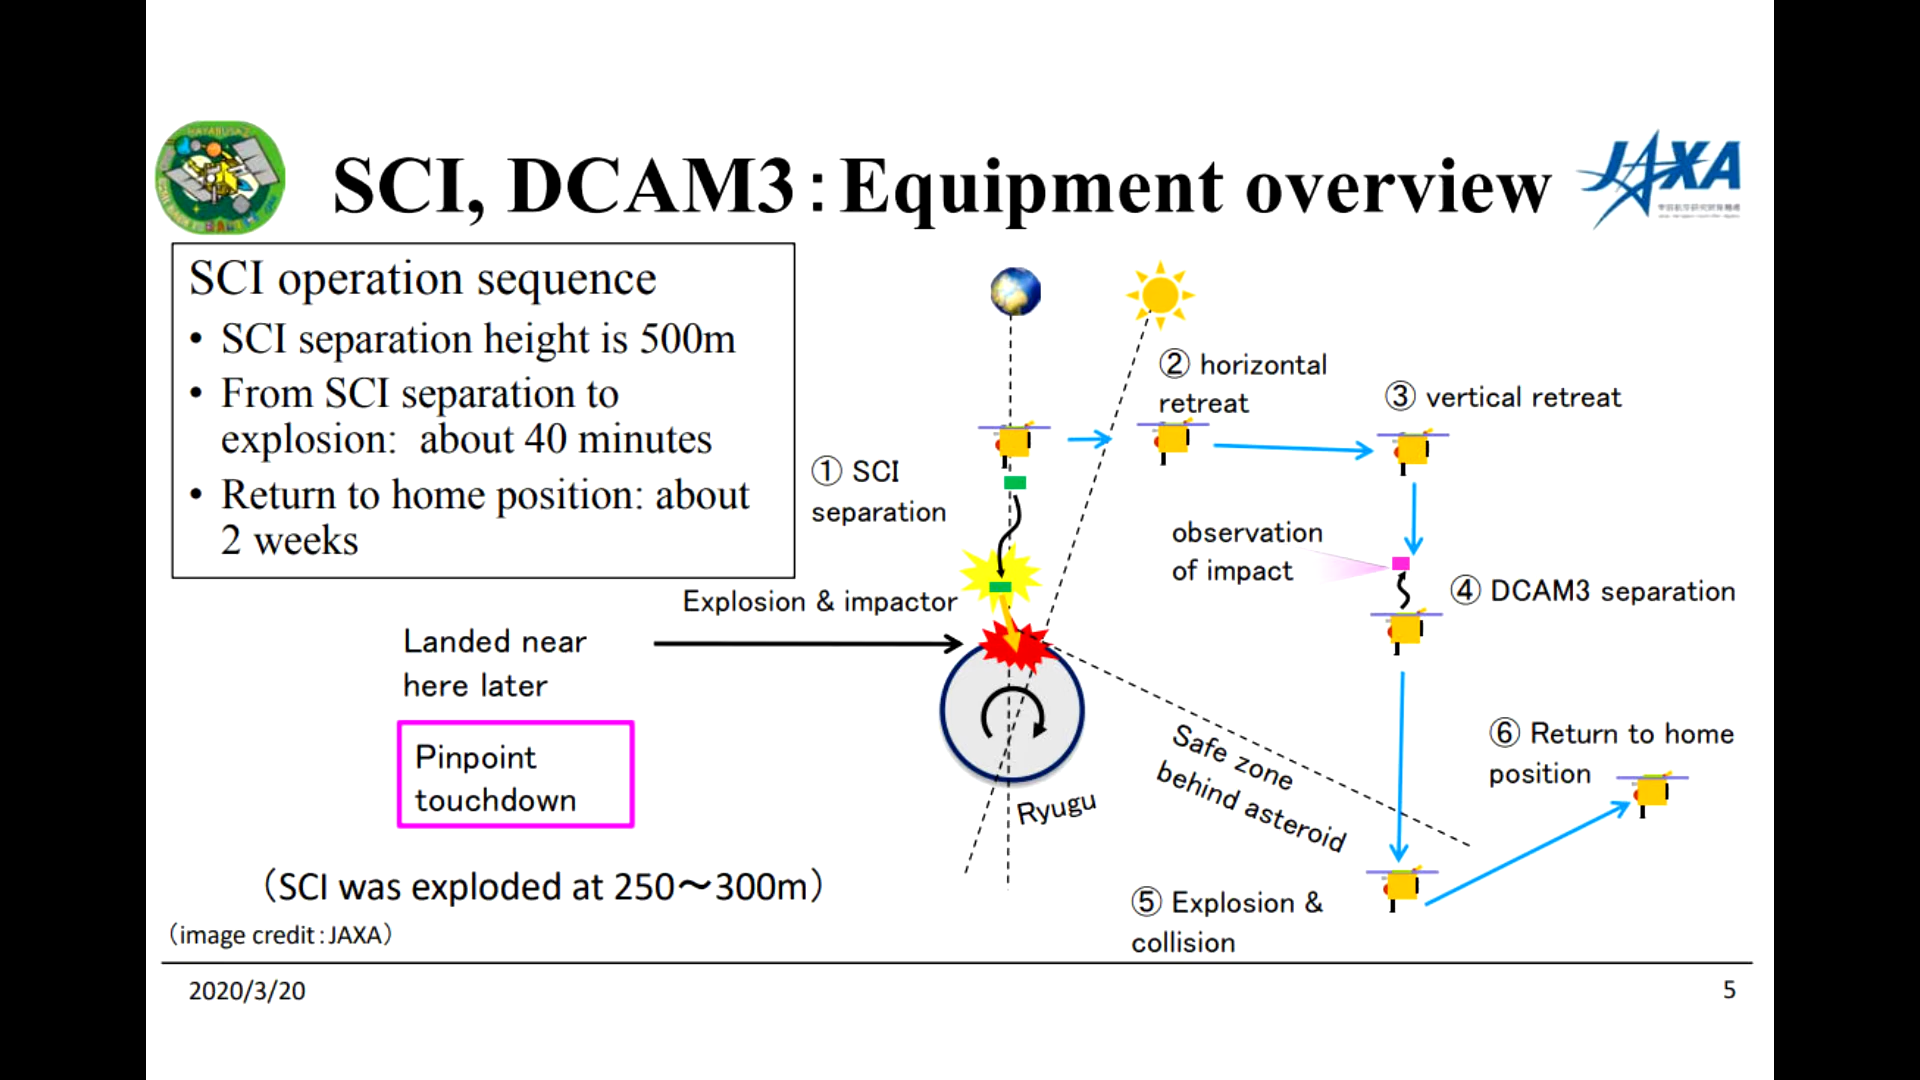 SCI, DCAM3：Equipment overview
JAXA
HAYABUSA2
SCI operation sequence
• SCI separation height is 500m
• From SCI separation to
explosion: about 40 minutes
• Return to home position: about
2 weeks
① SCI
separation
② horizontal
retreat
③ vertical retreat
observation
of impact
④ DCAM3 separation
Explosion & impactor
Landed near
here later
Pinpoint
touchdown
Ryugu
Safe zone
behind asteroid
⑤ Explosion &
collision
⑥ Return to home
position
（SCI was exploded at 250～300m）
（image credit：JAXA）
2020/3/20
5